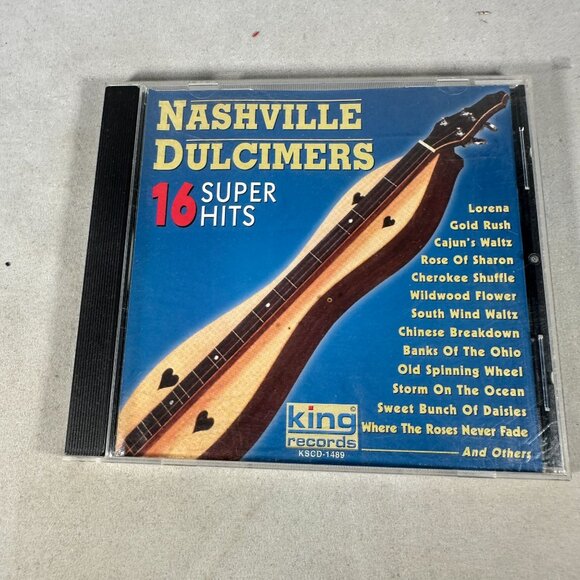 NASHVILLE
DULCIMERS
16 SUPER
HITS
Lorena
Gold Rush
Cajun's Waltz
Rose Of Sharon
Cherokee Shuffle
Wildwood Flower
South Wind Waltz
Chinese Breakdown
Banks Of The Ohio
Old Spinning Wheel
Storm On The Ocean
Sweet Bunch Of Daisies
Where The Roses Never Fade
And Others
king
records
KSCD-1489